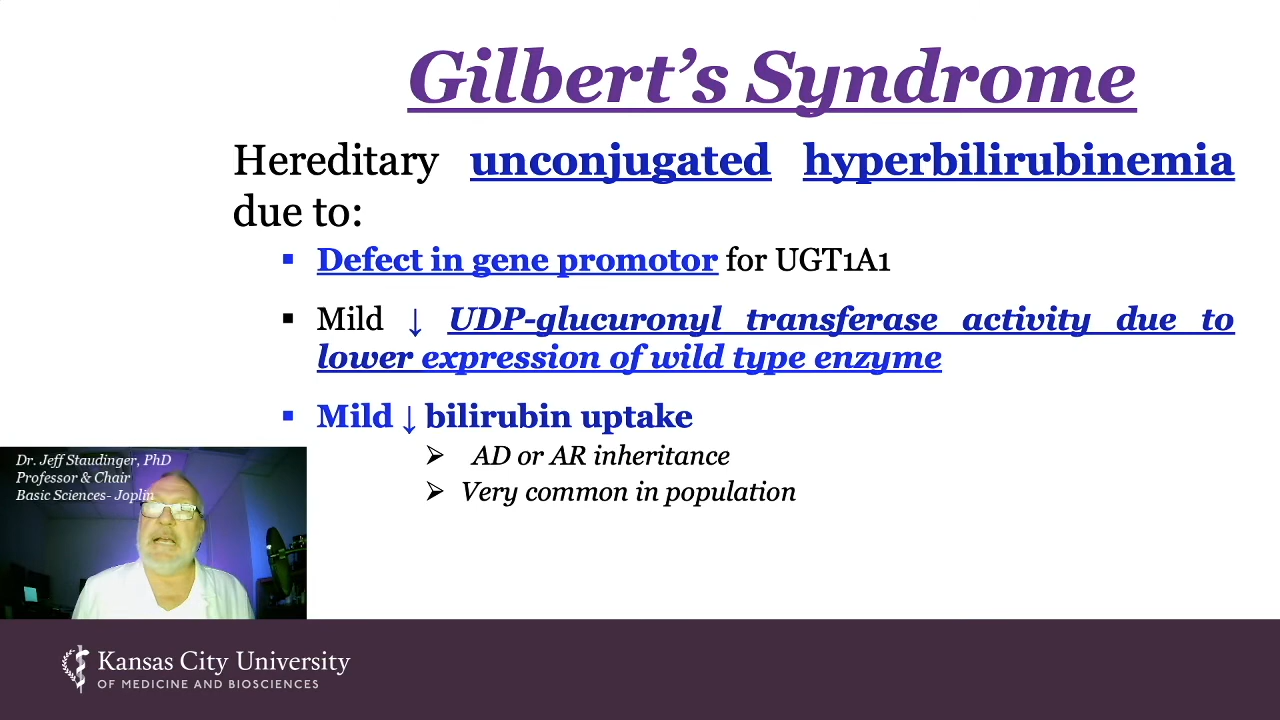 Gilbert’s Syndrome
Hereditary unconjugated hyperbilirubinemia
due to:
▪ Defect in gene promotor for UGT1A1
▪ Mild ↓ UDP-glucuronyl transferase activity due to
lower expression of wild type enzyme
▪ Mild ↓ bilirubin uptake
➢ AD or AR inheritance
➢ Very common in population
Dr. Jeff Staudinger, PhD
Professor & Chair
Basic Sciences- Joplin
Kansas City University
OF MEDICINE AND BIOSCIENCES